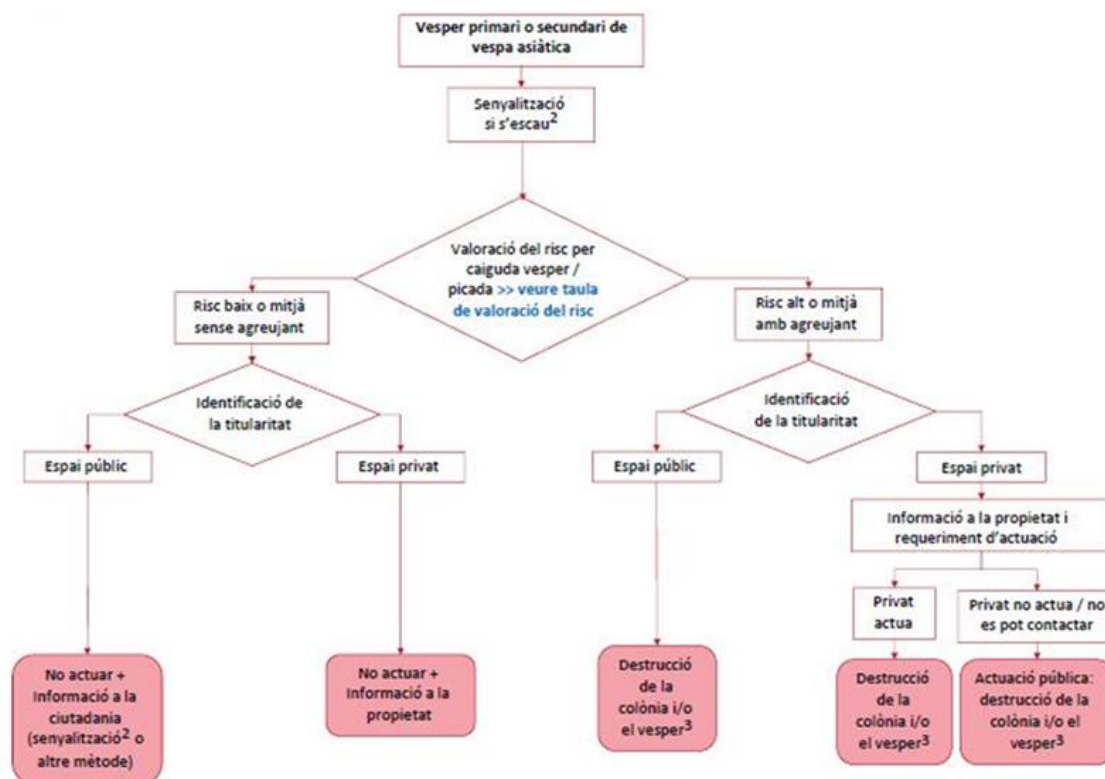 Vesper primari o secundari de
vespa asiàtica
Senyalització
si s'escau²
Valoració del risc per
caiguda vesper /
picada >> veure taula
de valoració del risc
Risc baix o mitjà
sense agreujant
Risc alt o mitjà
amb agreujant
Identificació de
la titularitat
Identificació
de la titularitat
Espai públic
Espai privat
Espai públic
Espai privat
Informació a la propietat i
requeriment d'actuació
Privat
actua
Privat no actua / no
es pot contactar
No actuar +
Informació a la
ciutadania
(senyalització² o
altre mètode)
No actuar +
Informació a la
propietat
Destrucció
de la
colònia i/o
el vesper³
Destrucció
de la
colònia i/o
el vesper³
Actuació pública:
destrucció de la
colònia i/o el
vesper³